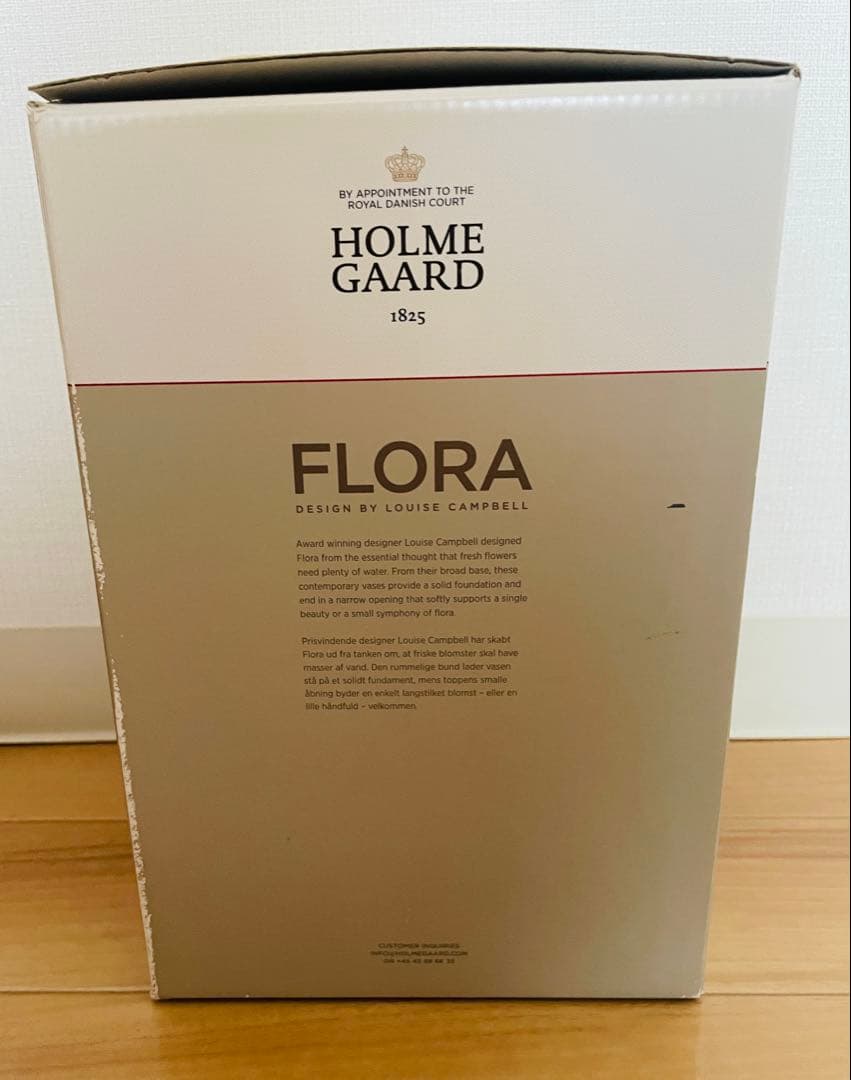 BY APPOINTMENT TO THE
ROYAL DANISH COURT
HOLME
GAARD
1825
FLORA
DESIGN BY LOUISE CAMPBELL
Award winning designer Louise Campbell designed
Flora from the essential thought that fresh flowers
need plenty of water. From their broad base, these
contemporary vases provide a solid foundation and
end in a narrow opening that softly supports a single
beauty or a small symphony of flora.
Prisvindende designer Louise Campbell har skabt
Flora ud fra tanken om, at friske blomster skal have
masser af vand. Den rummelige bund lader vasen
stå på et solidt fundament, mens toppens smalle
åbning byder en enkelt langstilket blomst – eller en
lille håndfuld – velkommen.
CUSTOMER INQUIRIES
INFO@HOLMEGAARD.COM